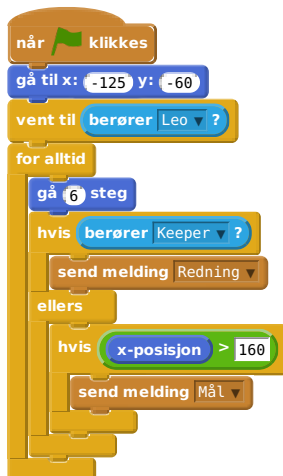 når klikkes
gå til x: -125 y: -60
vent til berører Leo ▾ ?
for alltid
gå 6 steg
hvis berører Keeper ▾ ?
send melding Redning ▾
ellers
hvis x-posisjon > 160
send melding Mål ▾